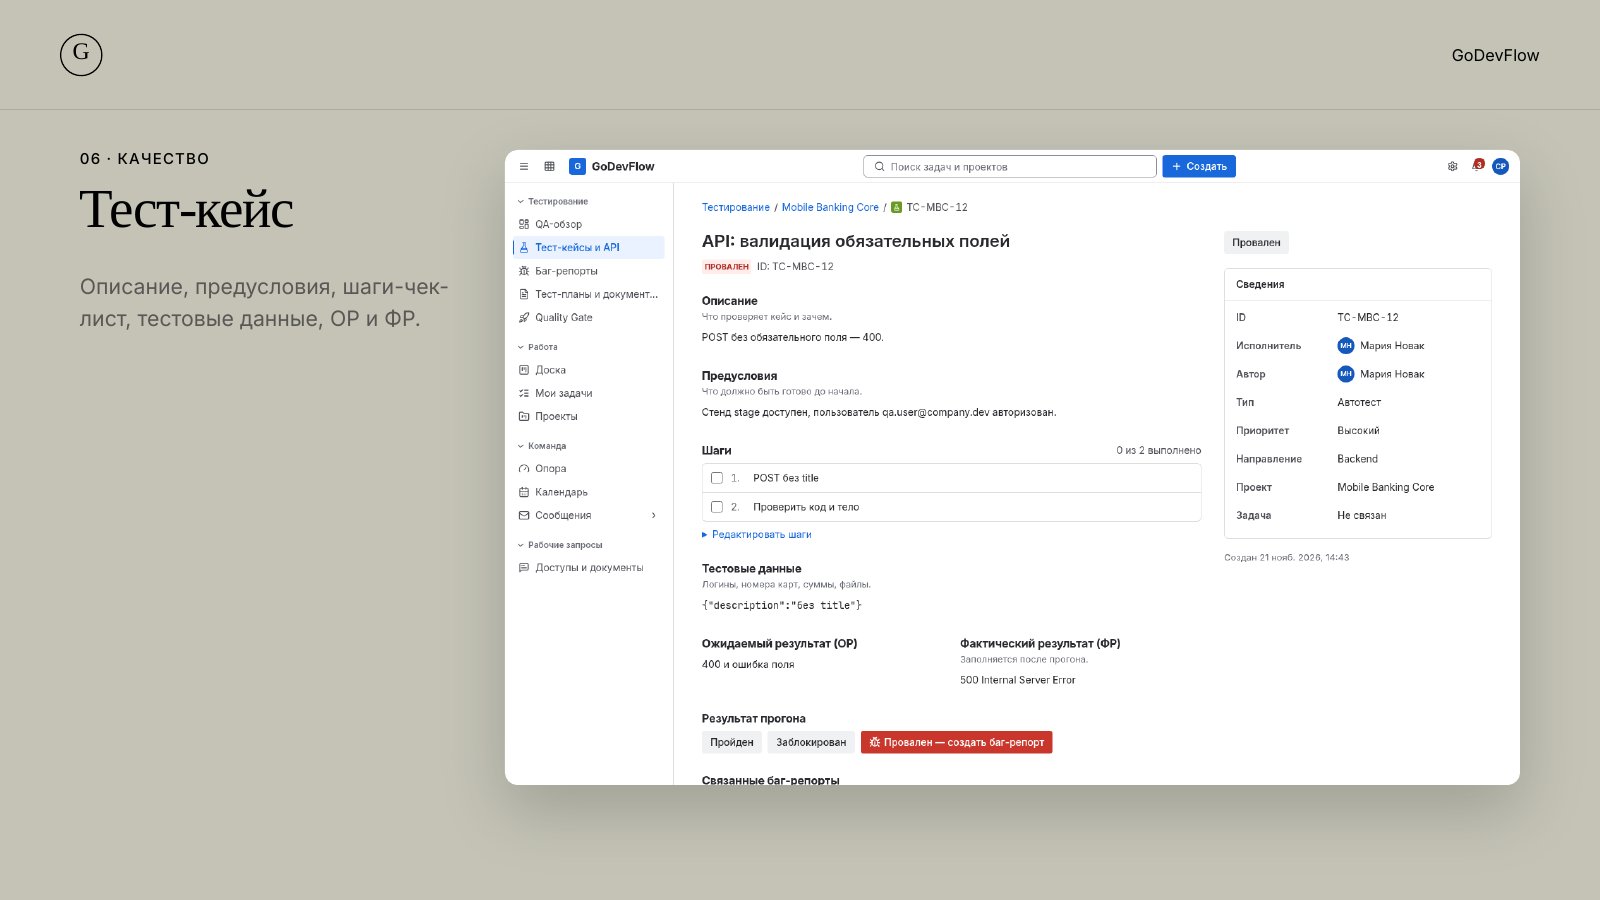 G
GoDevFlow
06 · КАЧЕСТВО
Тест-кейс
Описание, предусловия, шаги-чек-
лист, тестовые данные, ОР и ФР.
G GoDevFlow
Поиск задач и проектов
+ Создать
3
СР
Тестирование
QA-обзор
Тест-кейсы и API
Баг-репорты
Тест-планы и документ...
Quality Gate
Работа
Доска
Мои задачи
Проекты
Команда
Опора
Календарь
Сообщения
Рабочие запросы
Доступы и документы
Тестирование / Mobile Banking Core / TC-MBC-12
API: валидация обязательных полей
ПРОВАЛЕН ID: TC-MBC-12
Описание
Что проверяет кейс и зачем.
POST без обязательного поля — 400.
Предусловия
Что должно быть готово до начала.
Стенд stage доступен, пользователь qa.user@company.dev авторизован.
Шаги 0 из 2 выполнено
1. POST без title
2. Проверить код и тело
Редактировать шаги
Тестовые данные
Логины, номера карт, суммы, файлы.
{"description":"без title"}
Ожидаемый результат (ОР)
400 и ошибка поля
Фактический результат (ФР)
Заполняется после прогона.
500 Internal Server Error
Результат прогона
Пройден
Заблокирован
Провален — создать баг-репорт
Связанные баг-репорты
Провален
Сведения
ID TC-MBC-12
Исполнитель МН Мария Новак
Автор МН Мария Новак
Тип Автотест
Приоритет Высокий
Направление Backend
Проект Mobile Banking Core
Задача Не связан
Создан 21 нояб. 2026, 14:43